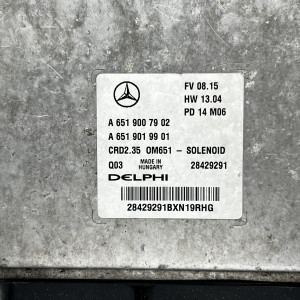 FV 08.15
HW 13.04
PD 14 M06
A 651 900 79 02
A 651 901 99 01
CRD2.35 OM651 - SOLENOID
Q03 MADE IN HUNGARY 28429291
DELPHI
28429291BXN19RHG